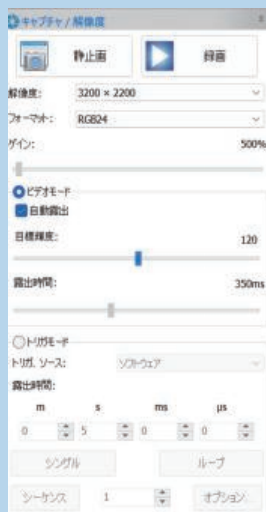 キャプチャ / 解像度
静止画 録画
解像度: 3200 × 2200
フォーマット: RGB24
ゲイン: 500%
ビデオモード
自動露出
目標輝度: 120
露出時間: 350ms
トリガモード
トリガ. ソース: ソフトウェア
露出時間:
m s ms μs
0 5 0 0
シングル ループ
シーケンス 1 オプション